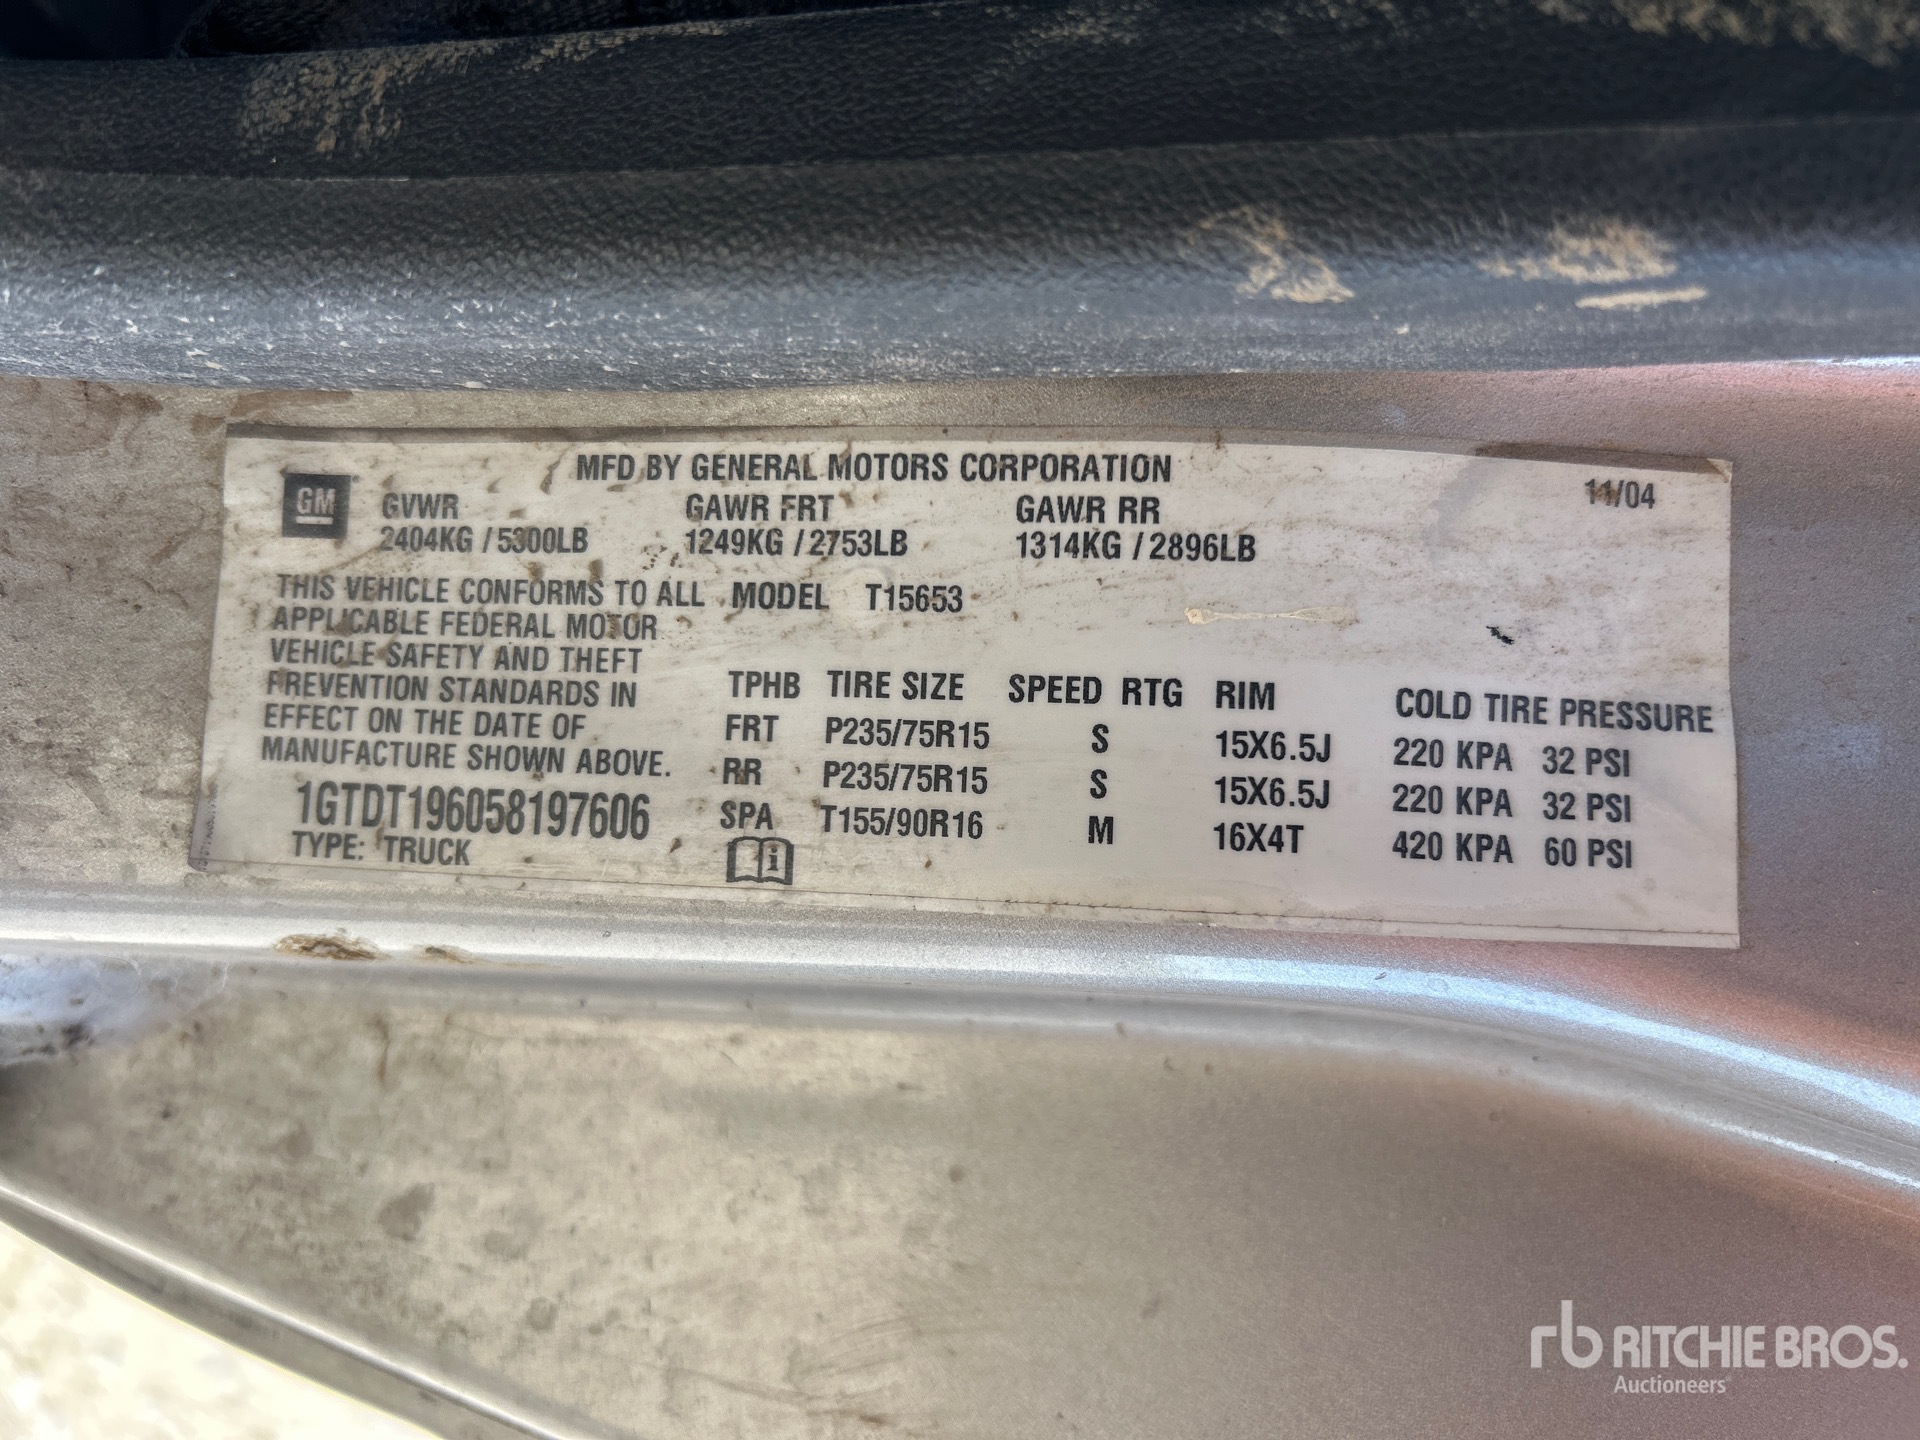 MFD BY GENERAL MOTORS CORPORATION
11/04
GM
GVWR GAWR FRT GAWR RR
2404KG / 5300LB 1249KG / 2753LB 1314KG / 2896LB
THIS VEHICLE CONFORMS TO ALL
APPLICABLE FEDERAL MOTOR
VEHICLE SAFETY AND THEFT
PREVENTION STANDARDS IN
EFFECT ON THE DATE OF
MANUFACTURE SHOWN ABOVE.
1GTDT196058197606
TYPE: TRUCK
MODEL T15653
TPHB TIRE SIZE SPEED RTG RIM COLD TIRE PRESSURE
FRT P235/75R15 S 15X6.5J 220 KPA 32 PSI
RR P235/75R15 S 15X6.5J 220 KPA 32 PSI
SPA T155/90R16 M 16X4T 420 KPA 60 PSI
i
rb RITCHIE BROS.
Auctioneers